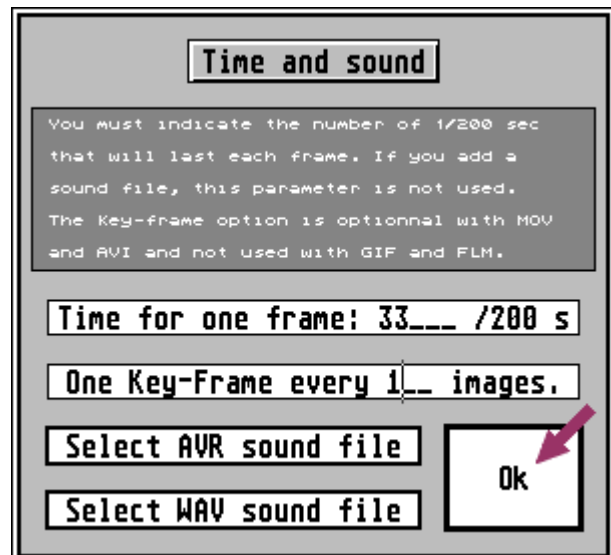 Time and sound
You must indicate the number of 1/200 sec
that will last each frame. If you add a
sound file, this parameter is not used.
The Key-frame option is optionnal with MOV
and AVI and not used with GIF and FLM.
Time for one frame: 33___ /200 s
One Key-Frame every 1__ images.
Select AVR sound file
Ok
Select WAV sound file